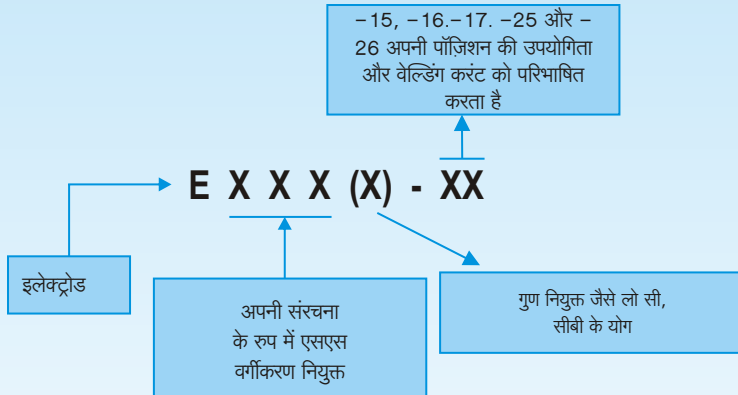 –15, –16.–17. –25 और –
26 अपनी पॉज़िशन की उपयोगिता
और वेल्डिंग करंट को परिभाषित
करता है
E X X X (X) - XX
इलेक्ट्रोड
अपनी संरचना
के रुप में एसएस
वर्गीकरण नियुक्त
गुण नियुक्त जैसे लो सी,
सीबी के योग